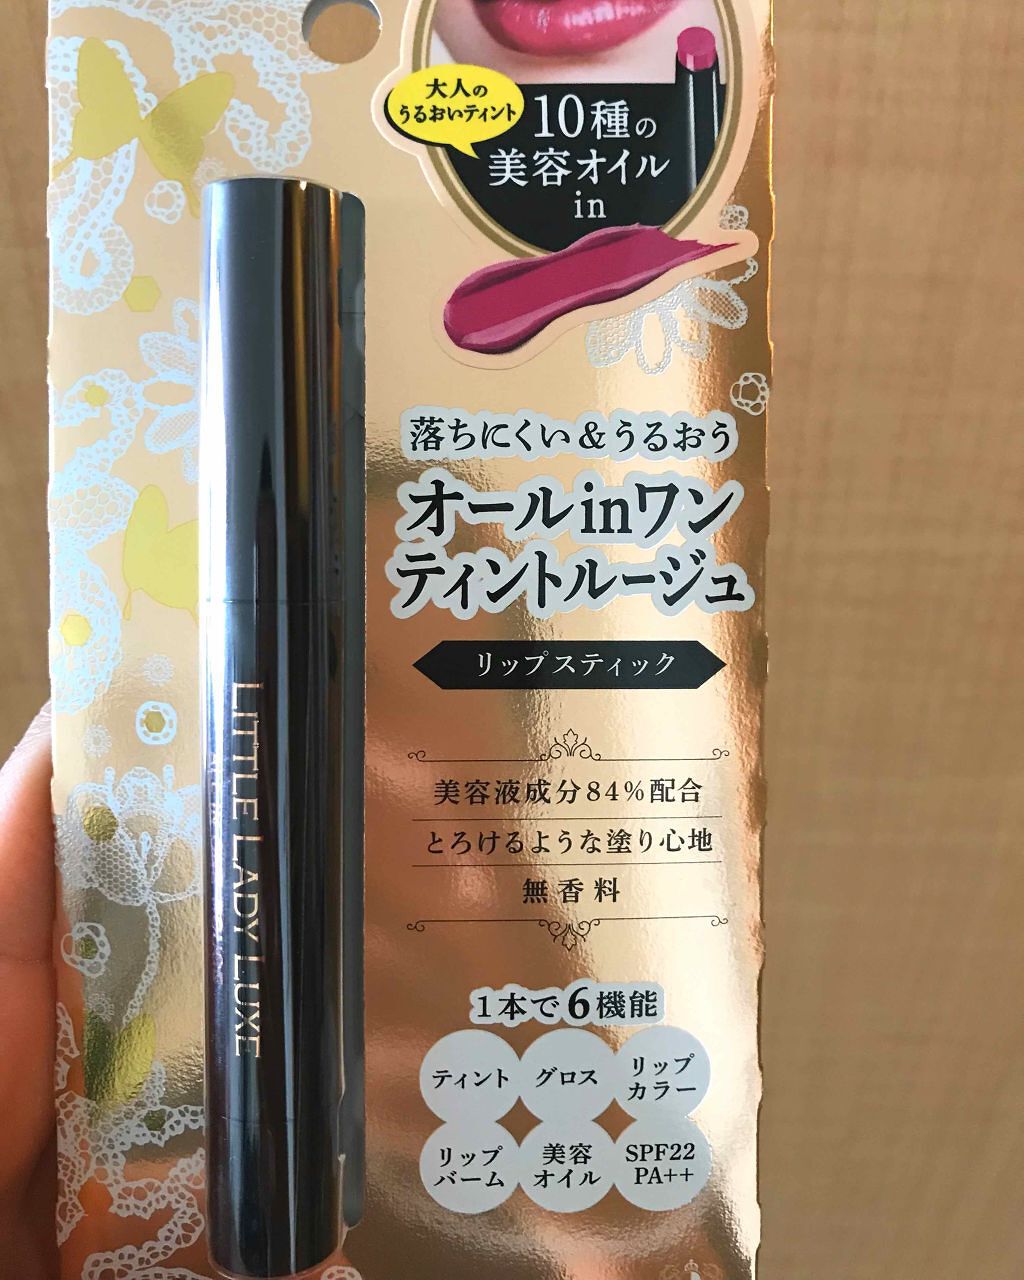 大人の
うるおいティント
10種の
美容オイル
in
落ちにくい&うるおう
オールinワン
ティントルージュ
リップスティック
美容液成分84%配合
とろけるような塗り心地
無香料
1本で6機能
ティント
グロス
リップ
カラー
リップ
バーム
美容
オイル
SPF22
PA++
LITTLE LADY LUXE